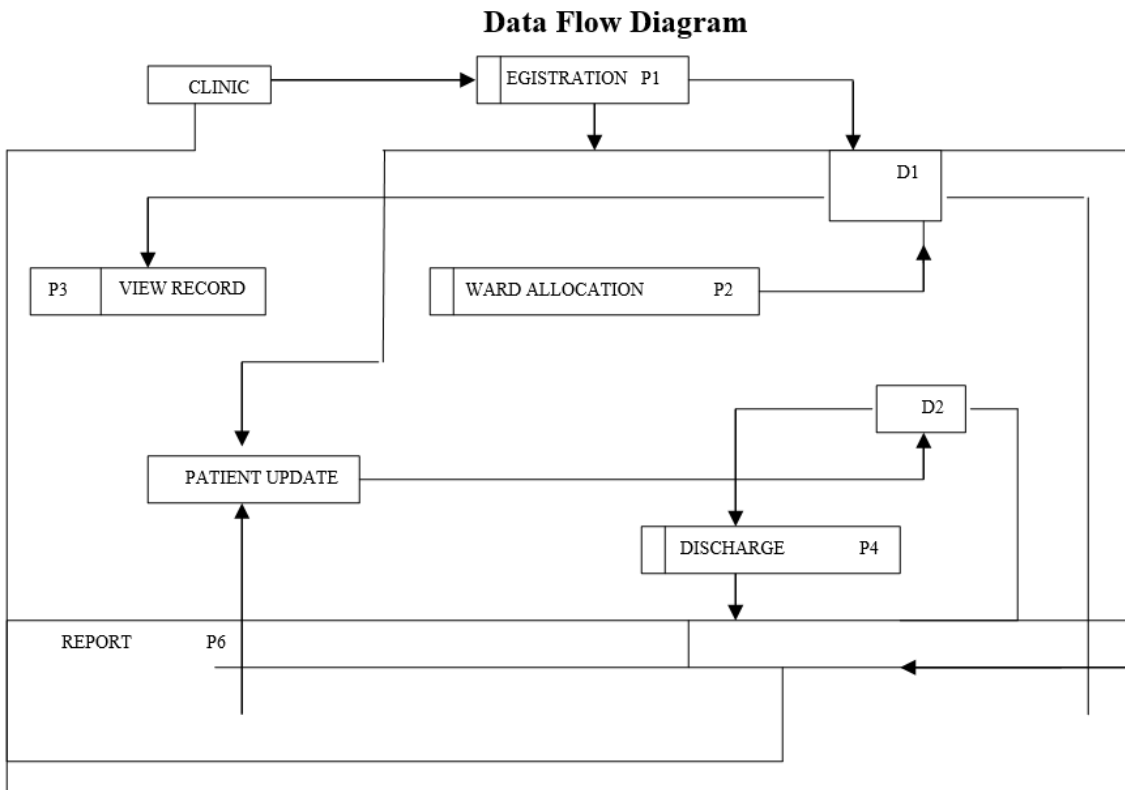 Data Flow Diagram
CLINIC
EGISTRATION P1
D1
P3 VIEW RECORD
WARD ALLOCATION P2
D2
PATIENT UPDATE
DISCHARGE P4
REPORT P6